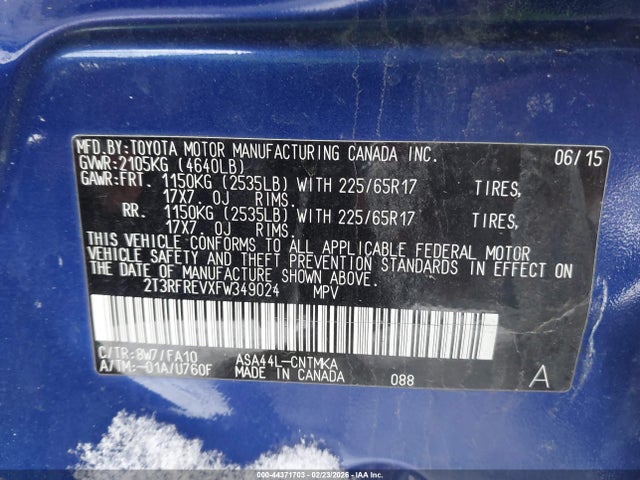 MFD.BY:TOYOTA MOTOR MANUFACTURING CANADA INC. 06/15
GVWR:2105KG (4640LB)
GAWR:FRT. 1150KG (2535LB) WITH 225/65R17 TIRES,
17X7.0J RIMS.
RR. 1150KG (2535LB) WITH 225/65R17 TIRES,
17X7.0J RIMS.
THIS VEHICLE CONFORMS TO ALL APPLICABLE FEDERAL MOTOR
VEHICLE SAFETY AND THEFT PREVENTION STANDARDS IN EFFECT ON
THE DATE OF MANUFACTURE SHOWN ABOVE.
2T3RFREVXFW349024 MPV
C/TR:8W7/FA10 ASA44L-CNTMKA
A/TM:-01A/U760F MADE IN CANADA 088 A
000-44371703 - 02/23/2026 - IAA Inc.